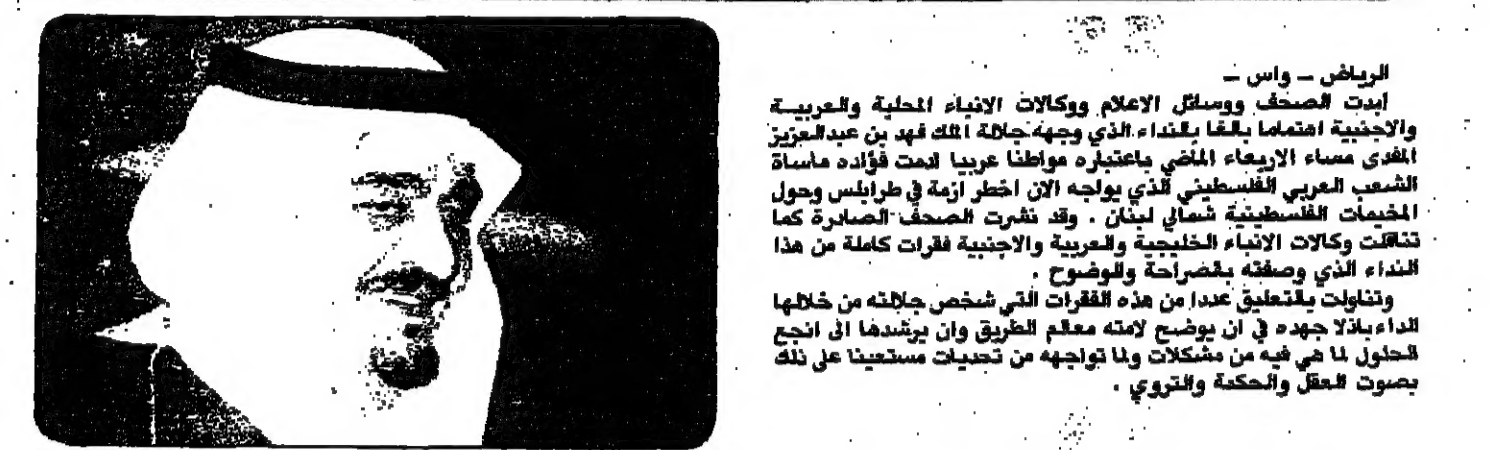 الرياض – واس –
ابدت الصحف ووسائل الاعلام ووكالات الانباء المحلية والعربيــة
والاجنبية اهتماما بالغا بالنداء الذي وجهه جلالة الملك فهد بن عبدالعزيز
المفدى مساء الاربعاء الماضي باعتباره مواطنا عربيا ادمت فؤاده ماساة
الشعب العربي الفلسطيني الذي يواجه الان اخطر ازمة في طرابلس وحول
المخيمات الفلسطينية شمالي لبنان . وقد نشرت الصحف الصادرة كما
تناقلت وكالات الانباء الخليجية والعربية والاجنبية فقرات كاملة من هذا
النداء الذي وصفته بالصراحة والوضوح .
وتناولت بالتعليق عددا من هذه الفقرات التي شخص جلالته من خلالها
الداء باذلا جهده في ان يوضح لامته معالم الطريق وان يرشدها الى انجع
الحلول لما هي فيه من مشكلات ولما تواجهه من تحديات مستعينا على ذلك
بصوت العقل والحكمة والتروي .